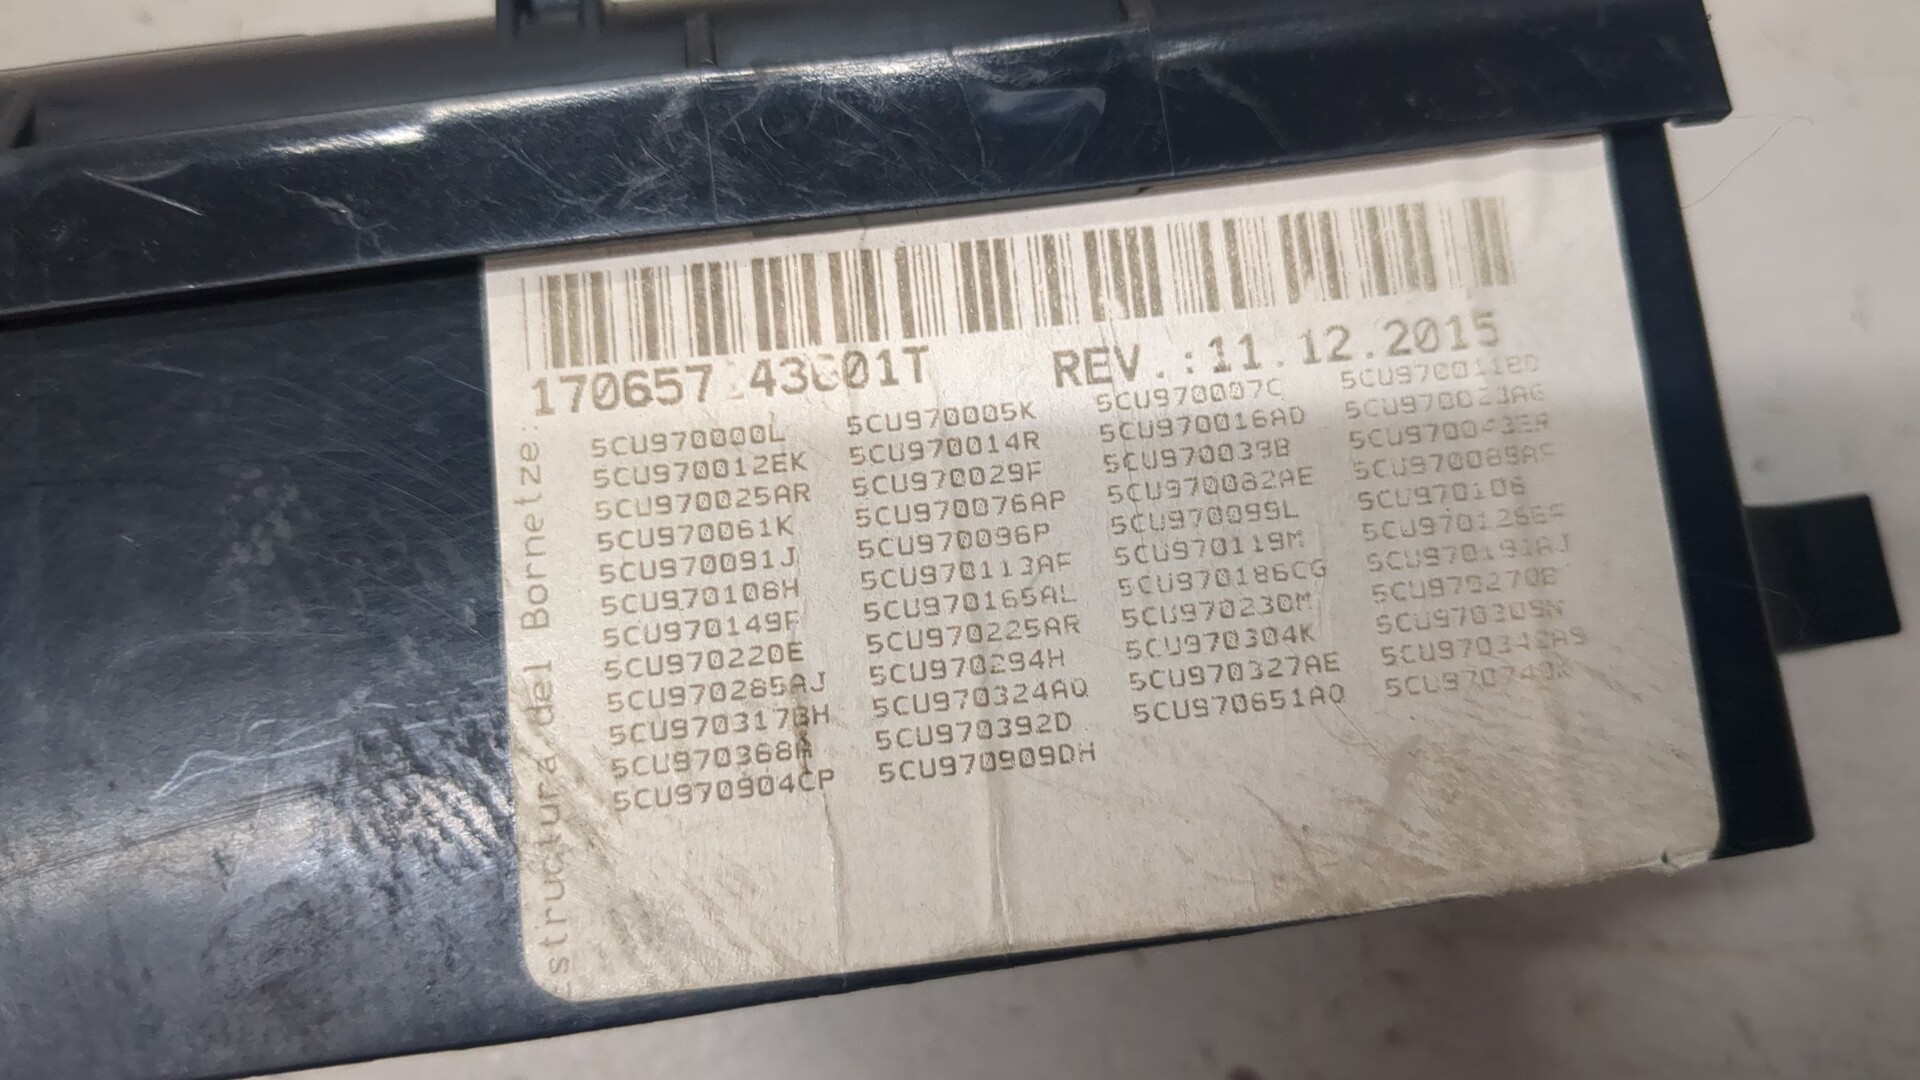 REV.:11.12.2015
5CU970000L 5CU970005K 5CU970007C
5CU970012EK 5CU970014R 5CU970016AD
5CU970025AR 5CU970029F 5CU970039B
5CU970061K 5CU970076AP 5CU970082AE
5CU970091J 5CU970096P 5CU970099L 5CU970106
5CU970108H 5CU970113AF 5CU970119M
5CU970149F 5CU970165AL 5CU970186CG 5CU970191AJ
5CU970220E 5CU970225AR 5CU970230M
5CU970285AJ 5CU970294H 5CU970304K 5CU970309N
5CU970317BH 5CU970324AQ 5CU970327AE
5CU970392D 5CU970651AQ
5CU970904CP 5CU970909DH
structura del Bornetze: